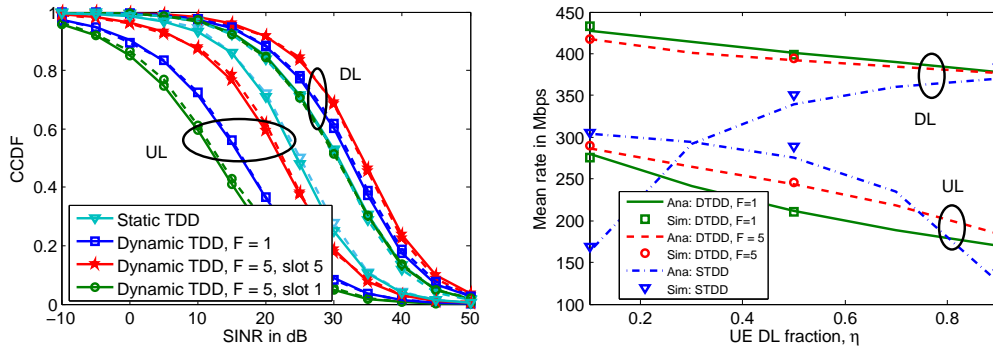 1
0.8
0.6
0.4
0.2
0
CCDF
−10
0
10
20
30
40
50
SINR in dB
DL
UL
Static TDD
Dynamic TDD, F = 1
Dynamic TDD, F = 5, slot 5
Dynamic TDD, F = 5, slot 1
450
400
350
300
250
200
150
100
Mean rate in Mbps
0.2
0.4
0.6
0.8
UE DL fraction, η
DL
UL
Ana: DTDD, F=1
Sim: DTDD, F=1
Ana: DTDD, F = 5
Sim: DTDD, F=5
Ana: STDD
Sim: STDD